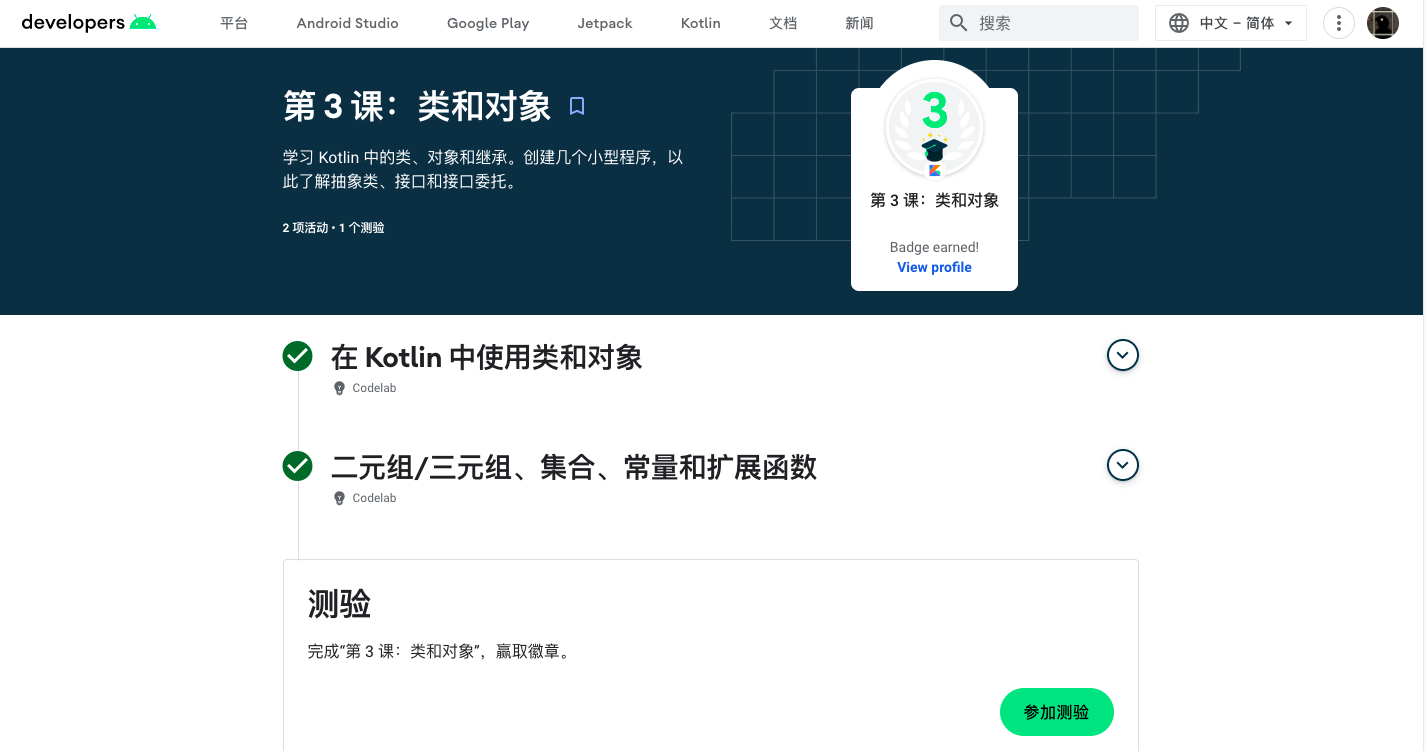 developers
平台 Android Studio Google Play Jetpack Kotlin 文档 新闻 搜索 中文 – 简体
第 3 课：类和对象
学习 Kotlin 中的类、对象和继承。创建几个小型程序，以
此了解抽象类、接口和接口委托。
2 项活动 • 1 个测验
3
第 3 课：类和对象
Badge earned!
View profile
在 Kotlin 中使用类和对象
Codelab
二元组/三元组、集合、常量和扩展函数
Codelab
测验
完成“第 3 课：类和对象”，赢取徽章。
参加测验